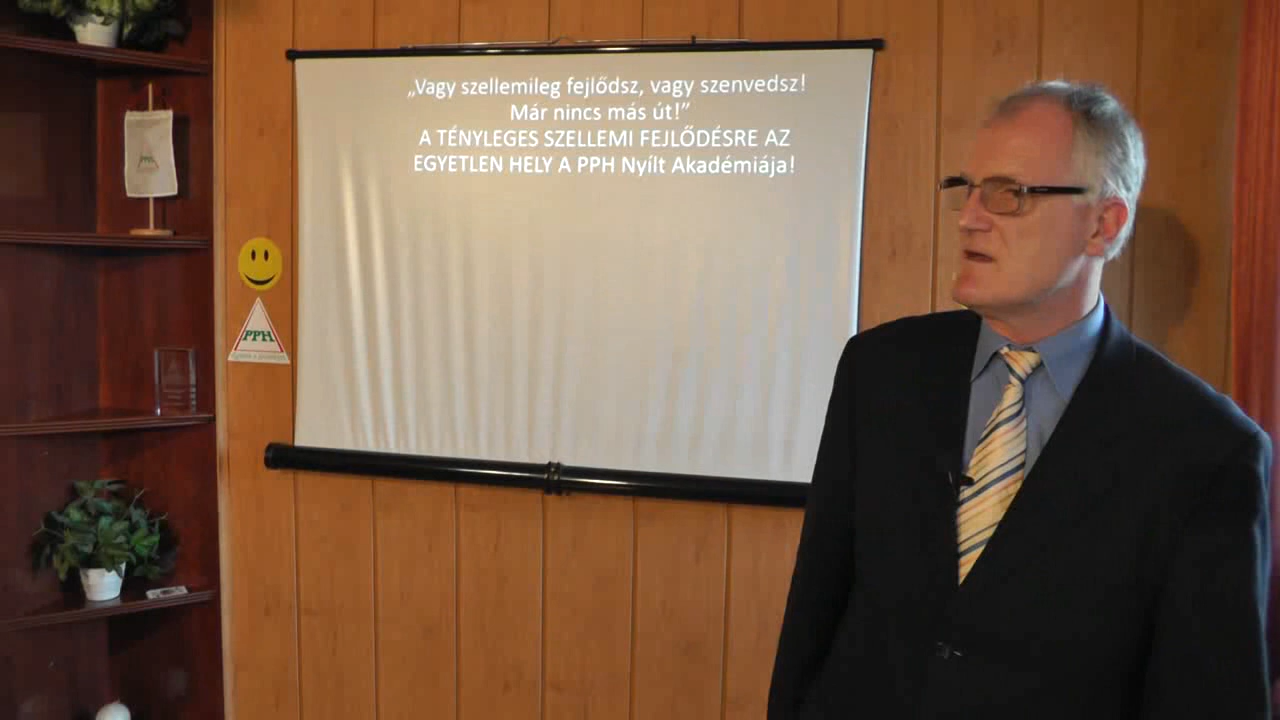 „Vagy szellemileg fejlődsz, vagy szenvedsz!
Már nincs más út!”
A TÉNYLEGES SZELLEMI FEJLŐDÉSRE AZ
EGYETLEN HELY A PPH Nyílt Akadémiája!
PPH
PPH